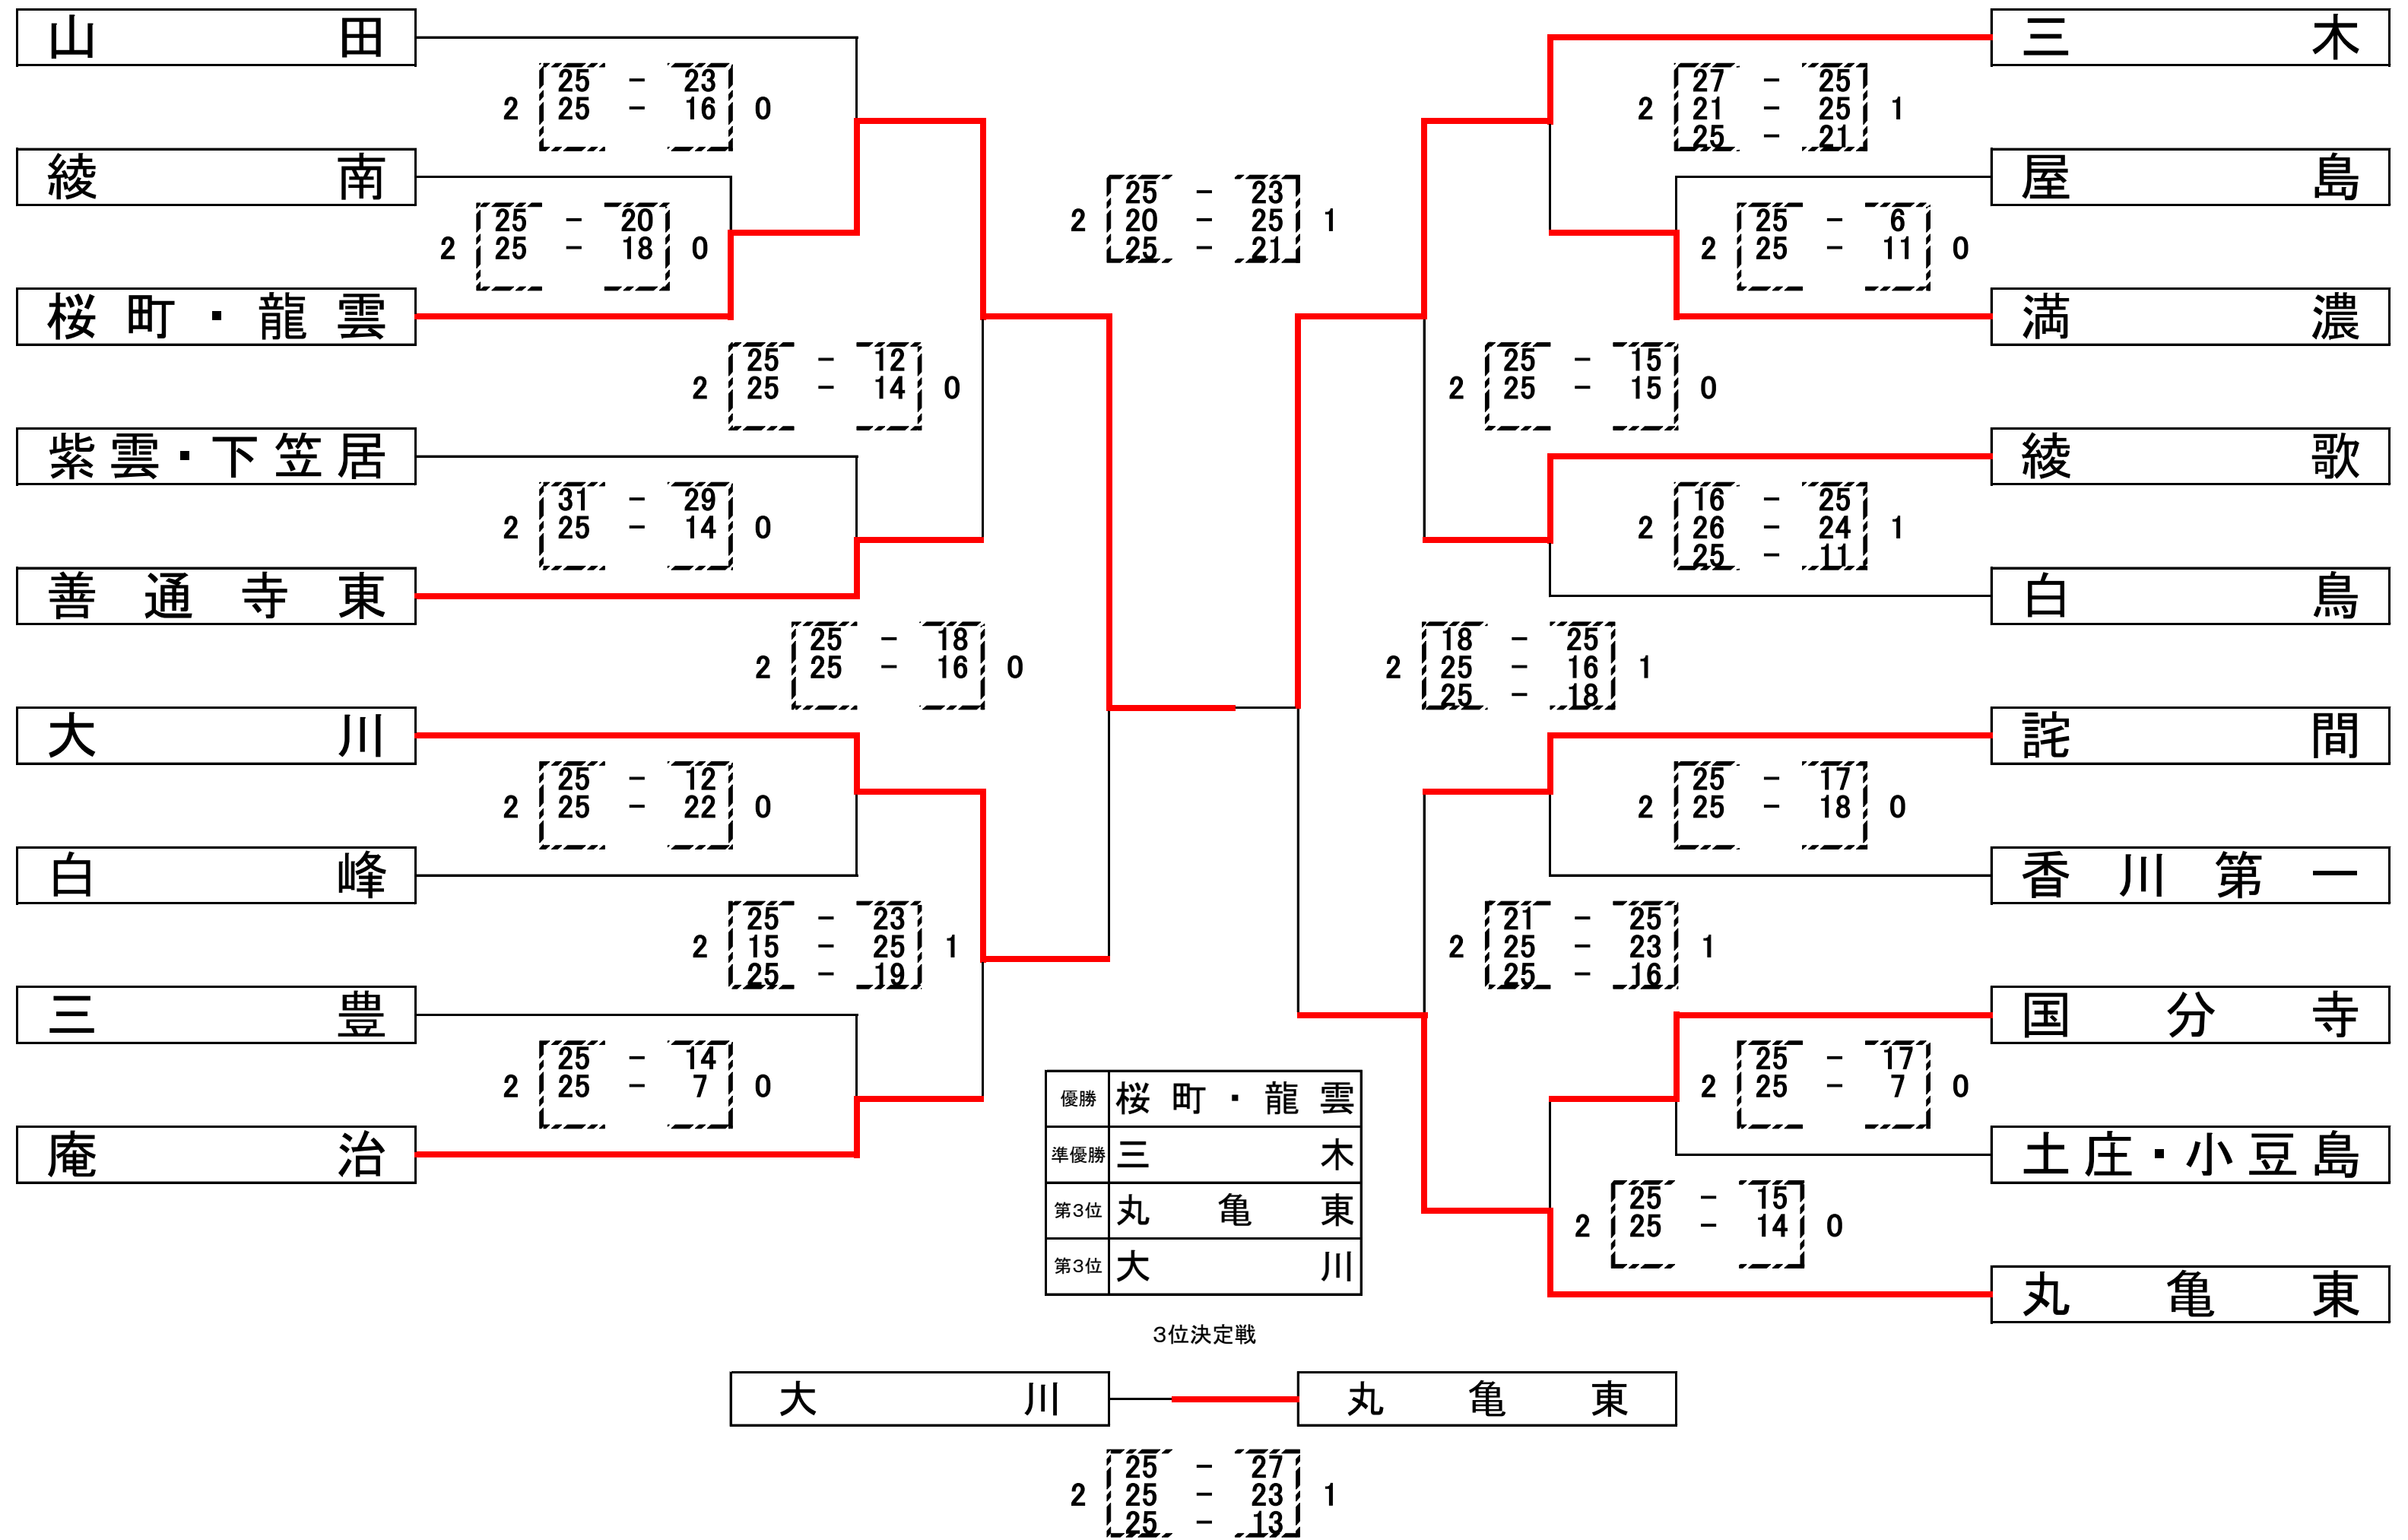 山田
25 - 23
2 25 - 16 0
綾南
25 - 20
2 25 - 18 0
桜町・龍雲
25 - 12
2 25 - 14 0
紫雲・下笠居
31 - 29
2 25 - 14 0
善通寺東
25 - 18
2 25 - 16 0
大川
25 - 12
2 25 - 22 0
白峰
25 - 23
2 15 - 25 1
25 - 19
三豊
25 - 14
2 25 - 7 0
庵治
25 - 23
2 20 - 25 1
25 - 21
三木
27 - 25
2 21 - 25 1
25 - 21
屋島
25 - 6
2 25 - 11 0
満濃
25 - 15
2 25 - 15 0
綾歌
16 - 25
2 26 - 24 1
25 - 11
白鳥
18 - 25
2 25 - 16 1
25 - 18
詫間
25 - 17
2 25 - 18 0
香川第一
21 - 25
2 25 - 23 1
25 - 16
国分寺
25 - 17
2 25 - 7 0
土庄・小豆島
25 - 15
2 25 - 14 0
丸亀東
優勝 桜町・龍雲
準優勝 三木
第3位 丸亀東
第3位 大川
3位決定戦
大川 丸亀東
25 - 27
2 25 - 23 1
25 - 13